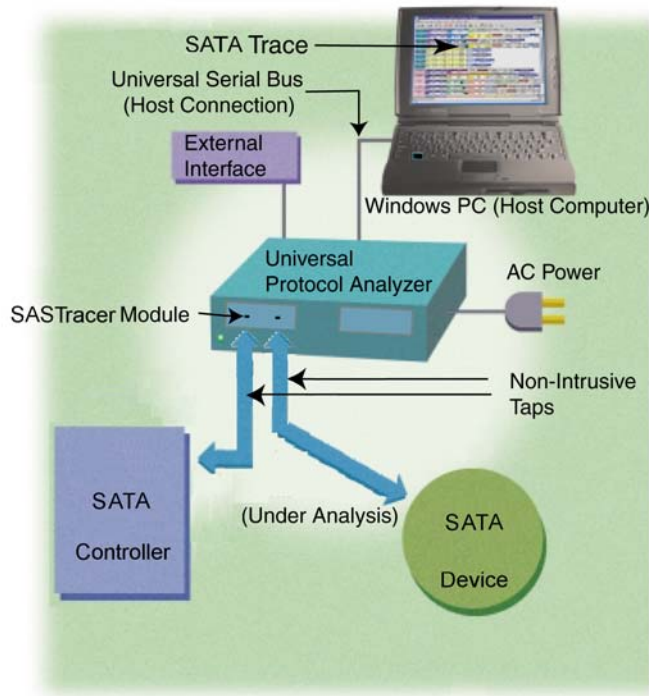 SATA Trace
Universal Serial Bus
(Host Connection)
External
Interface
Windows PC (Host Computer)
Universal
Protocol Analyzer
AC Power
SASTracer Module
Non-Intrusive
Taps
SATA
Controller
(Under Analysis)
SATA
Device